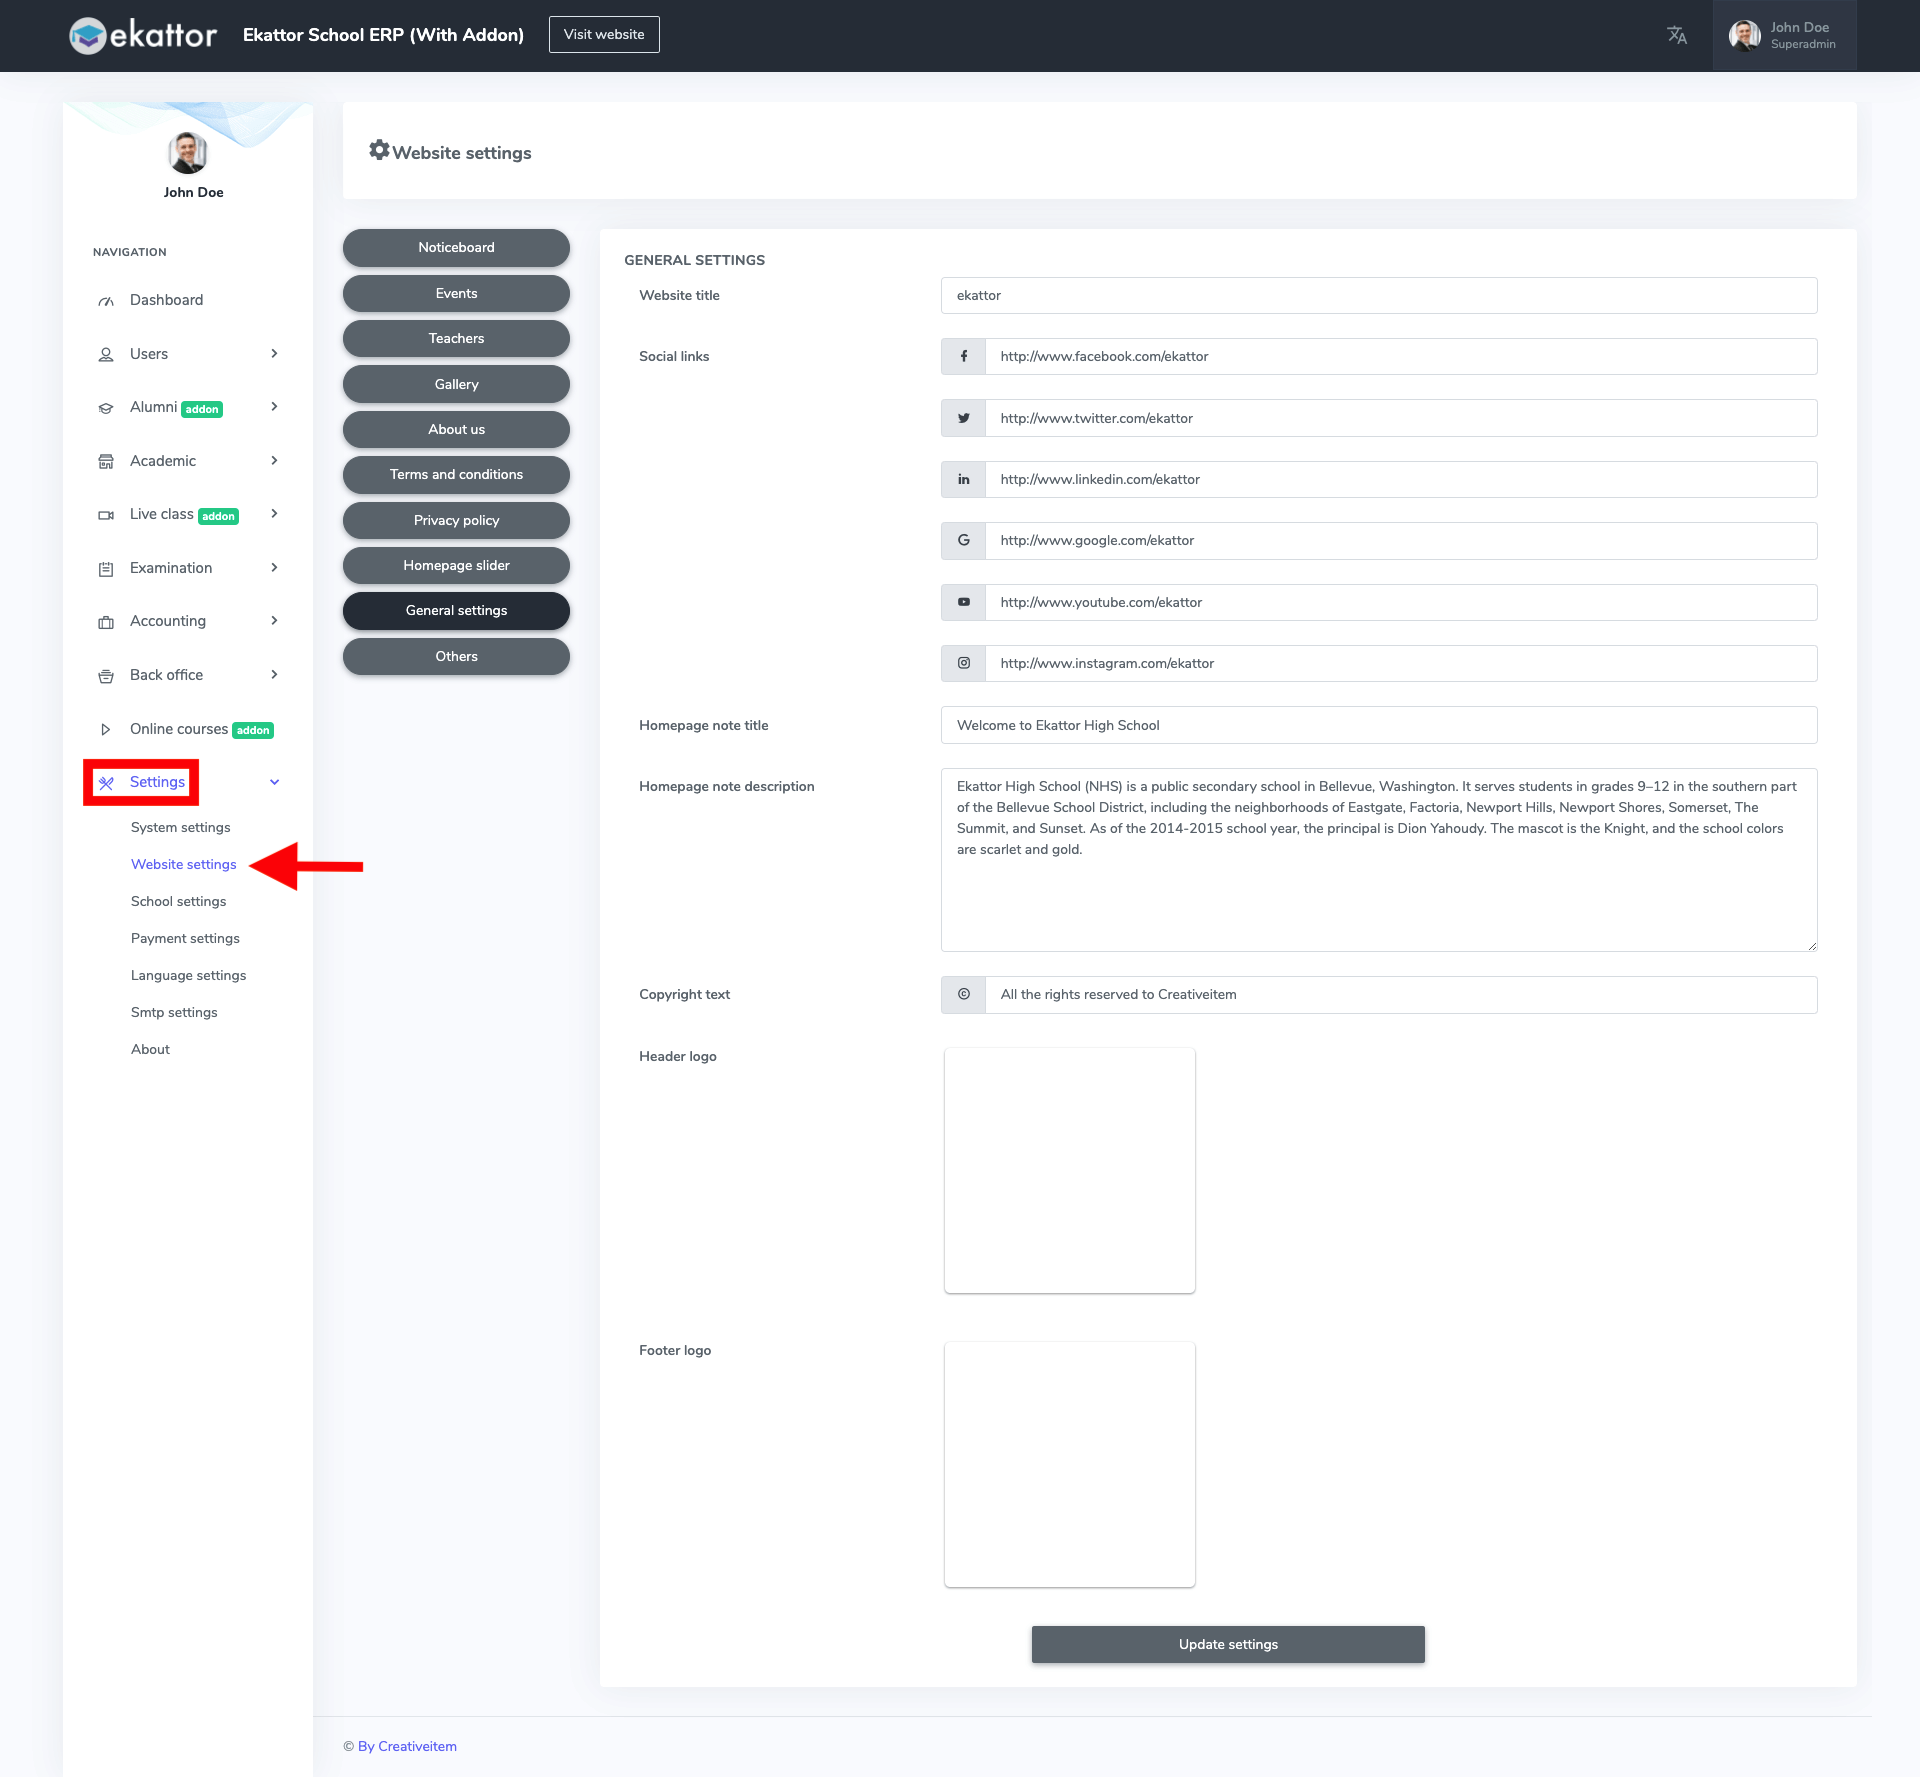 ekattor
Ekattor School ERP (With Addon)
Visit website
John Doe
Superadmin
John Doe
NAVIGATION
Dashboard
Users
Alumni addon
Academic
Live class addon
Examination
Accounting
Back office
Online courses addon
Settings
System settings
Website settings
School settings
Payment settings
Language settings
Smtp settings
About
Website settings
Noticeboard
Events
Teachers
Gallery
About us
Terms and conditions
Privacy policy
Homepage slider
General settings
Others
GENERAL SETTINGS
Website title
ekattor
Social links
http://www.facebook.com/ekattor
http://www.twitter.com/ekattor
http://www.linkedin.com/ekattor
http://www.google.com/ekattor
http://www.youtube.com/ekattor
http://www.instagram.com/ekattor
Homepage note title
Welcome to Ekattor High School
Homepage note description
Ekattor High School (NHS) is a public secondary school in Bellevue, Washington. It serves students in grades 9–12 in the southern part
of the Bellevue School District, including the neighborhoods of Eastgate, Factoria, Newport Hills, Newport Shores, Somerset, The
Summit, and Sunset. As of the 2014-2015 school year, the principal is Dion Yahoudy. The mascot is the Knight, and the school colors
are scarlet and gold.
Copyright text
All the rights reserved to Creativeitem
Header logo
Footer logo
Update settings
© By Creativeitem